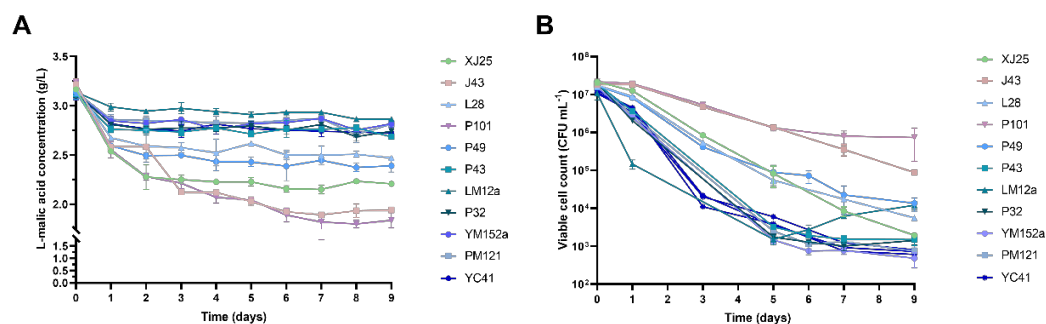 A
L-malic acid concentration (g/L)
3.5
3.0
2.5
2.0
1.5
1.0
0.5
0.0
0 1 2 3 4 5 6 7 8 9
Time (days)
XJ25
J43
L28
P101
P49
P43
LM12a
P32
YM152a
PM121
YC41
B
Viable cell count (CFU mL⁻¹)
10⁸
10⁷
10⁶
10⁵
10⁴
10³
10²
0 1 2 3 4 5 6 7 8 9
Time (days)
XJ25
J43
L28
P101
P49
P43
LM12a
P32
YM152a
PM121
YC41